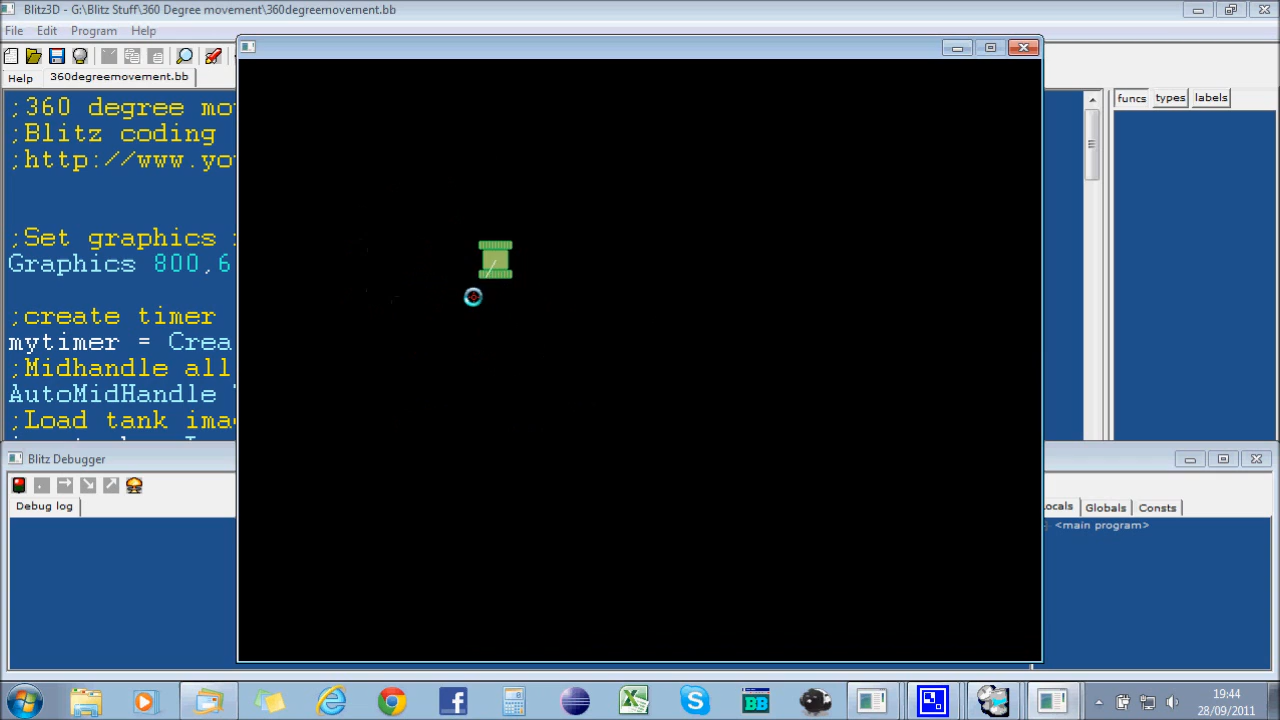 Blitz3D - G:\Blitz Stuff\360 Degree movement\360degreemovement.bb
File Edit Program Help
Help 360degreemovement.bb
funcs types labels
;360 degree mo
;Blitz coding
;http://www.yo
;Set graphics
Graphics 800,6
;create timer
mytimer = Crea
;Midhandle all
AutoMidHandle
;Load tank ima
Blitz Debugger
Debug log
ocals Globals Consts
<main program>
BB
19:44
28/09/2011